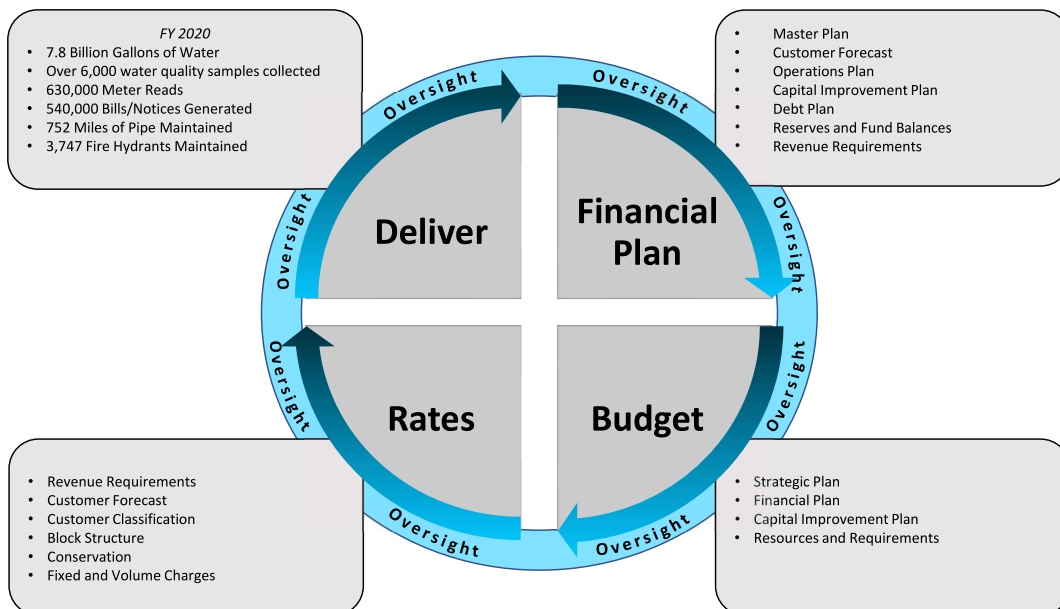 FY 2020
• 7.8 Billion Gallons of Water
• Over 6,000 water quality samples collected
• 630,000 Meter Reads
• 540,000 Bills/Notices Generated
• 752 Miles of Pipe Maintained
• 3,747 Fire Hydrants Maintained
• Master Plan
• Customer Forecast
• Operations Plan
• Capital Improvement Plan
• Debt Plan
• Reserves and Fund Balances
• Revenue Requirements
Oversight
Oversight
Oversight
Oversight
Deliver
Financial
Plan
Rates
Budget
Oversight
Oversight
Oversight
Oversight
• Revenue Requirements
• Customer Forecast
• Customer Classification
• Block Structure
• Conservation
• Fixed and Volume Charges
• Strategic Plan
• Financial Plan
• Capital Improvement Plan
• Resources and Requirements